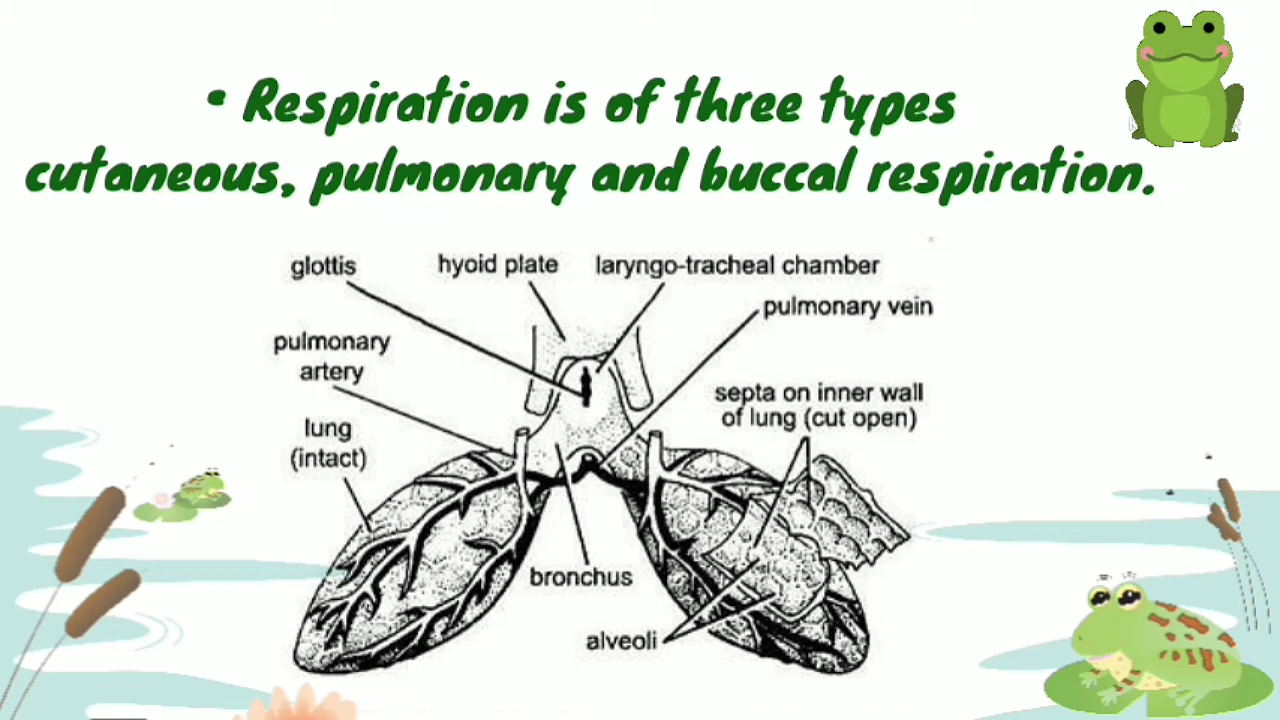 • Respiration is of three types
cutaneous, pulmonary and buccal respiration.
glottis
hyoid plate
laryngo-tracheal chamber
pulmonary vein
pulmonary
artery
septa on inner wall
of lung (cut open)
lung
(intact)
bronchus
alveoli